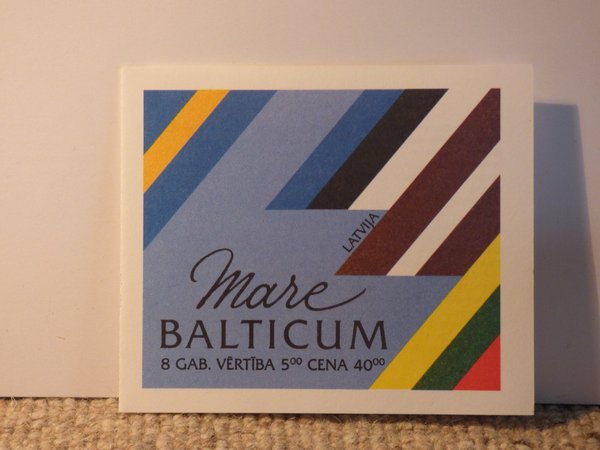 LATVIJA
Mare
BALTICUM
8 GAB. VĒRTĪBA 5⁰⁰ CENA 40⁰⁰